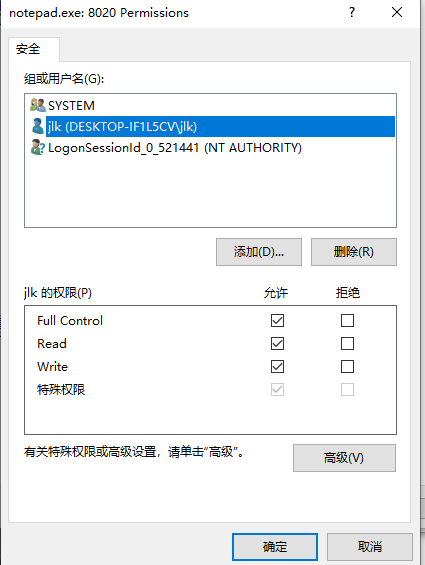 notepad.exe: 8020 Permissions
安全
组或用户名(G):
SYSTEM
jlk (DESKTOP-IF1L5CV\jlk)
LogonSessionId_0_521441 (NT AUTHORITY)
添加(D)... 删除(R)
jlk 的权限(P) 允许 拒绝
Full Control
Read
Write
特殊权限
有关特殊权限或高级设置，请单击“高级”。
高级(V)
确定 取消